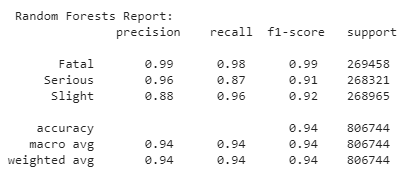 Random Forests Report:
precision recall f1-score support
Fatal 0.99 0.98 0.99 269458
Serious 0.96 0.87 0.91 268321
Slight 0.88 0.96 0.92 268965
accuracy 0.94 806744
macro avg 0.94 0.94 0.94 806744
weighted avg 0.94 0.94 0.94 806744